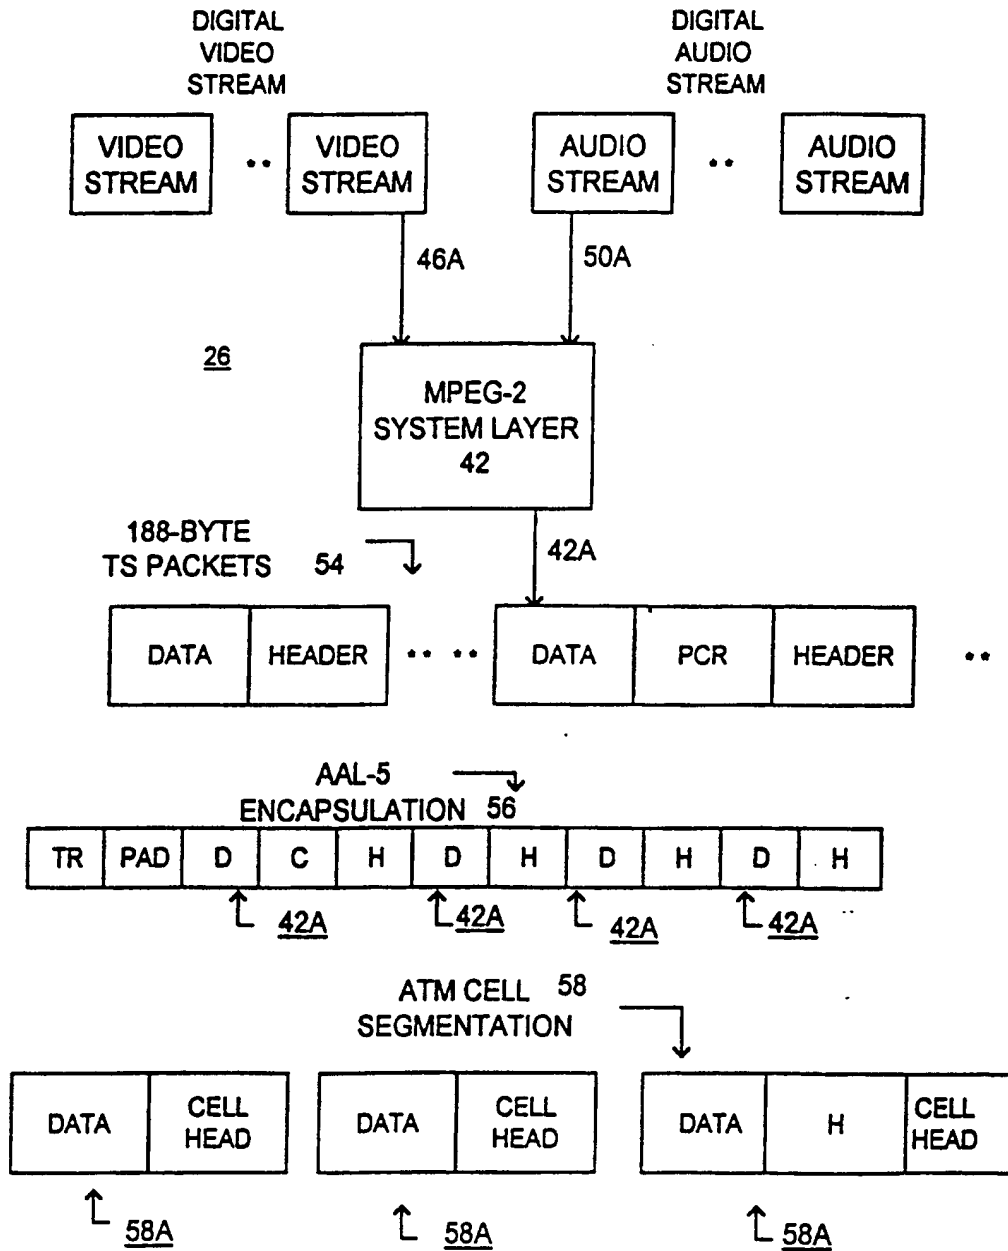 DIGITAL
VIDEO
STREAM
DIGITAL
AUDIO
STREAM
VIDEO
STREAM
VIDEO
STREAM
AUDIO
STREAM
AUDIO
STREAM
46A
50A
26
MPEG-2
SYSTEM LAYER
42
188-BYTE
TS PACKETS 54
42A
DATA HEADER DATA PCR HEADER
AAL-5
ENCAPSULATION 56
TR PAD D C H D H D H D H
42A 42A 42A 42A
ATM CELL 58
SEGMENTATION
DATA
CELL
HEAD
DATA
CELL
HEAD
DATA
H
CELL
HEAD
58A 58A 58A